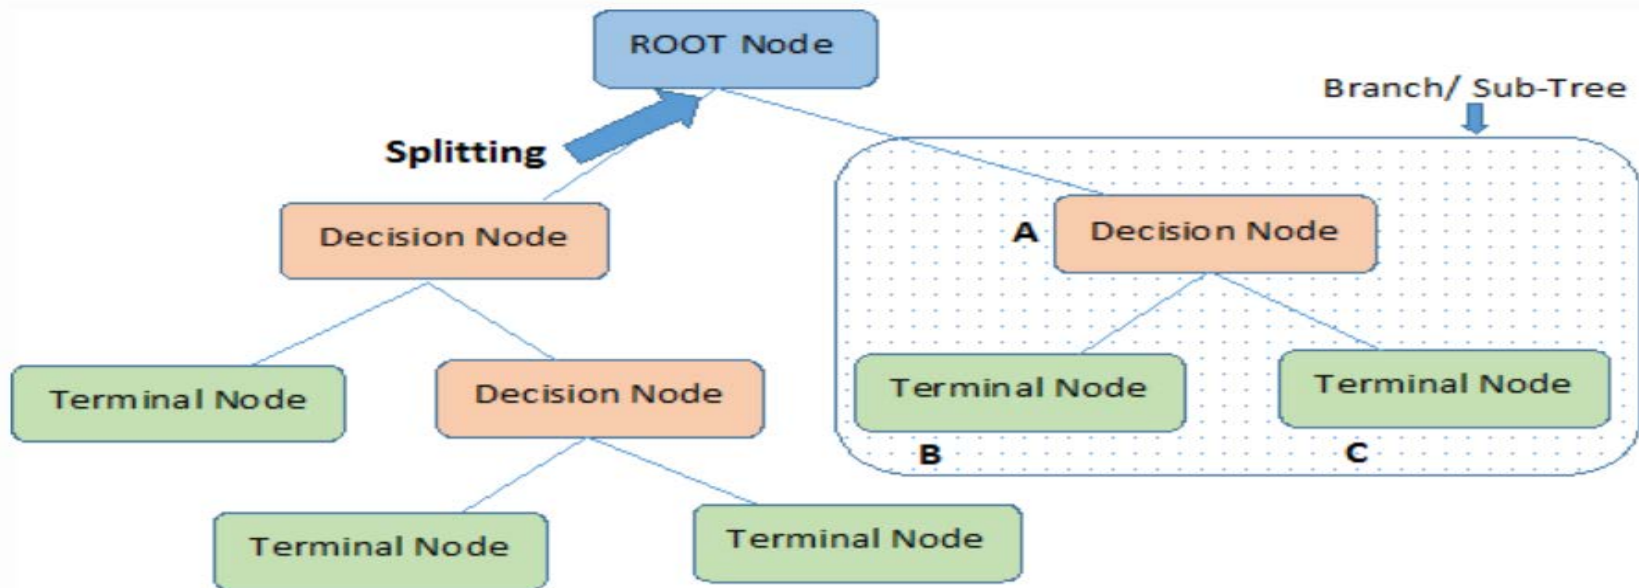 ROOT Node
Branch/ Sub-Tree
Splitting
Decision Node
A
Decision Node
Terminal Node
Decision Node
Terminal Node
Terminal Node
B
C
Terminal Node
Terminal Node